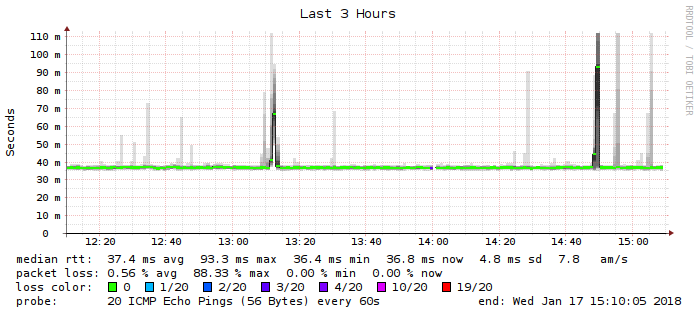 Last 3 Hours
RRDTOOL / TOBI OETIKER
Seconds
110 m
100 m
90 m
80 m
70 m
60 m
50 m
40 m
30 m
20 m
10 m
0
12:20 12:40 13:00 13:20 13:40 14:00 14:20 14:40 15:00
median rtt: 37.4 ms avg 93.3 ms max 36.4 ms min 36.8 ms now 4.8 ms sd 7.8 am/s
packet loss: 0.56 % avg 88.33 % max 0.00 % min 0.00 % now
loss color: 0 1/20 2/20 3/20 4/20 10/20 19/20
probe: 20 ICMP Echo Pings (56 Bytes) every 60s end: Wed Jan 17 15:10:05 2018